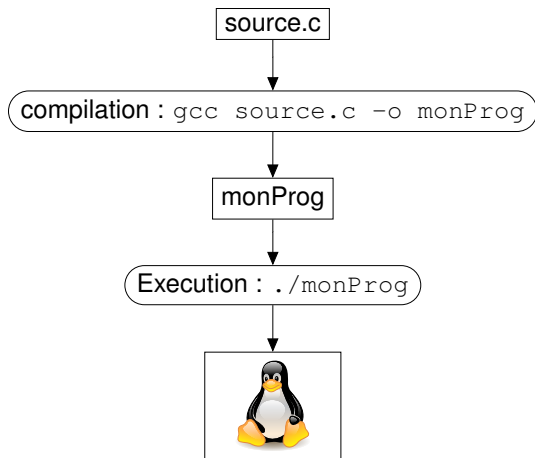 source.c
compilation : gcc source.c -o monProg
monProg
Execution : ./monProg